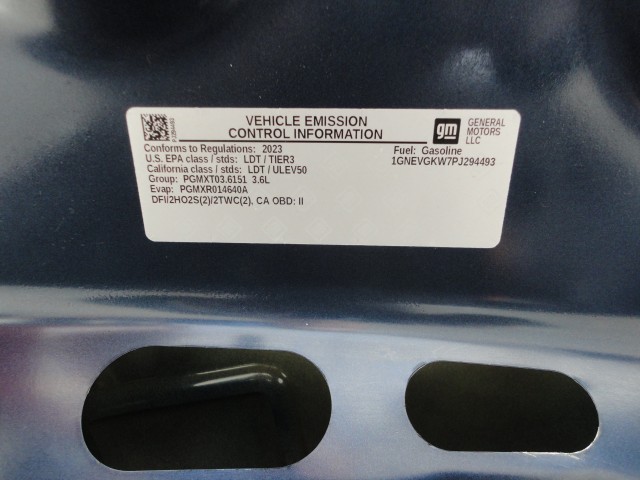 VEHICLE EMISSION
CONTROL INFORMATION
gm
GENERAL
MOTORS
LLC
Conforms to Regulations: 2023
Fuel: Gasoline
U.S. EPA class / stds: LDT / TIER3
1GNEVGKW7PJ294493
California class / stds: LDT / ULEV50
Group: PGMXT03.6151 3.6L
Evap: PGMXR014640A
DFI/2HO2S(2)/2TWC(2), CA OBD: II